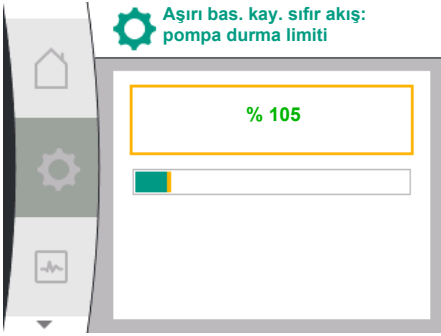 Aşırı bas. kay. sıfır akış:
pompa durma limiti
% 105